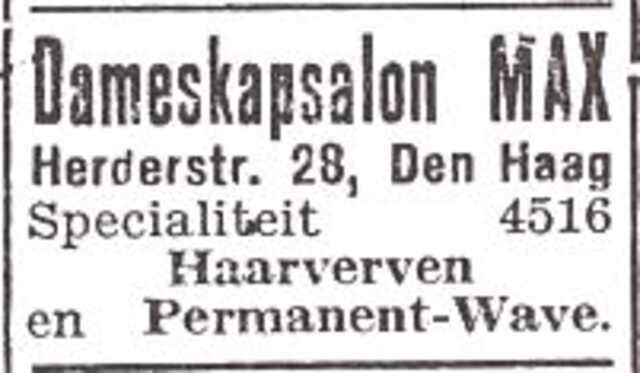 Dameskapsalon MAX
Herderstr. 28, Den Haag
Specialiteit 4516
Haarverven
en Permanent-Wave.